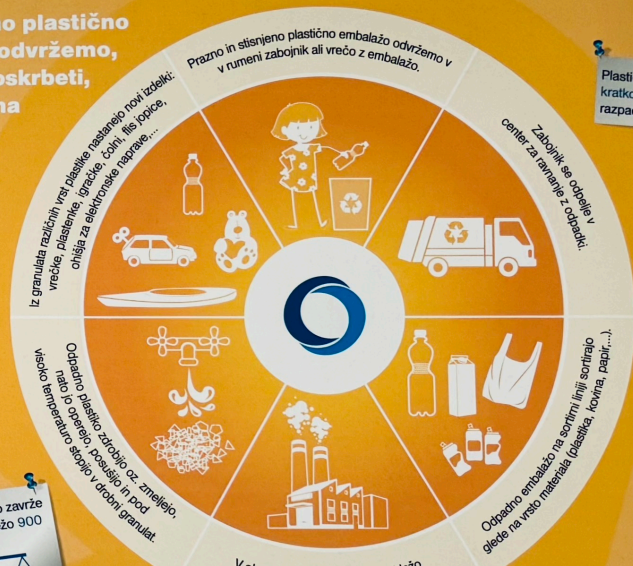 no plastično
odvržemo,
oskrbeti,
na
Prazno in stisnjeno plastično embalažo odvržemo v
v rumeni zabojnik ali vrečo z embalažo.
Plasti
kratko
razpad
Zabojnik se odpelje v
center za ravnanje z odpadki.
Odpadno embalažo na sortirni liniji sortirajo
glede na vrsto materiala (plastika, kovina, papir,...).
Odpadno plastiko zdrobijo oz. zmeljejo,
nato jo operejo, posušijo in pod
visoko temperaturo stopijo v drobni granulat.
Iz granulata različnih vrst plastike nastanejo novi izdelki:
vrečke, plastenke, igračke, čolni, flis jopice,
ohišja za elektronske naprave,...
o zavrže
žo 900